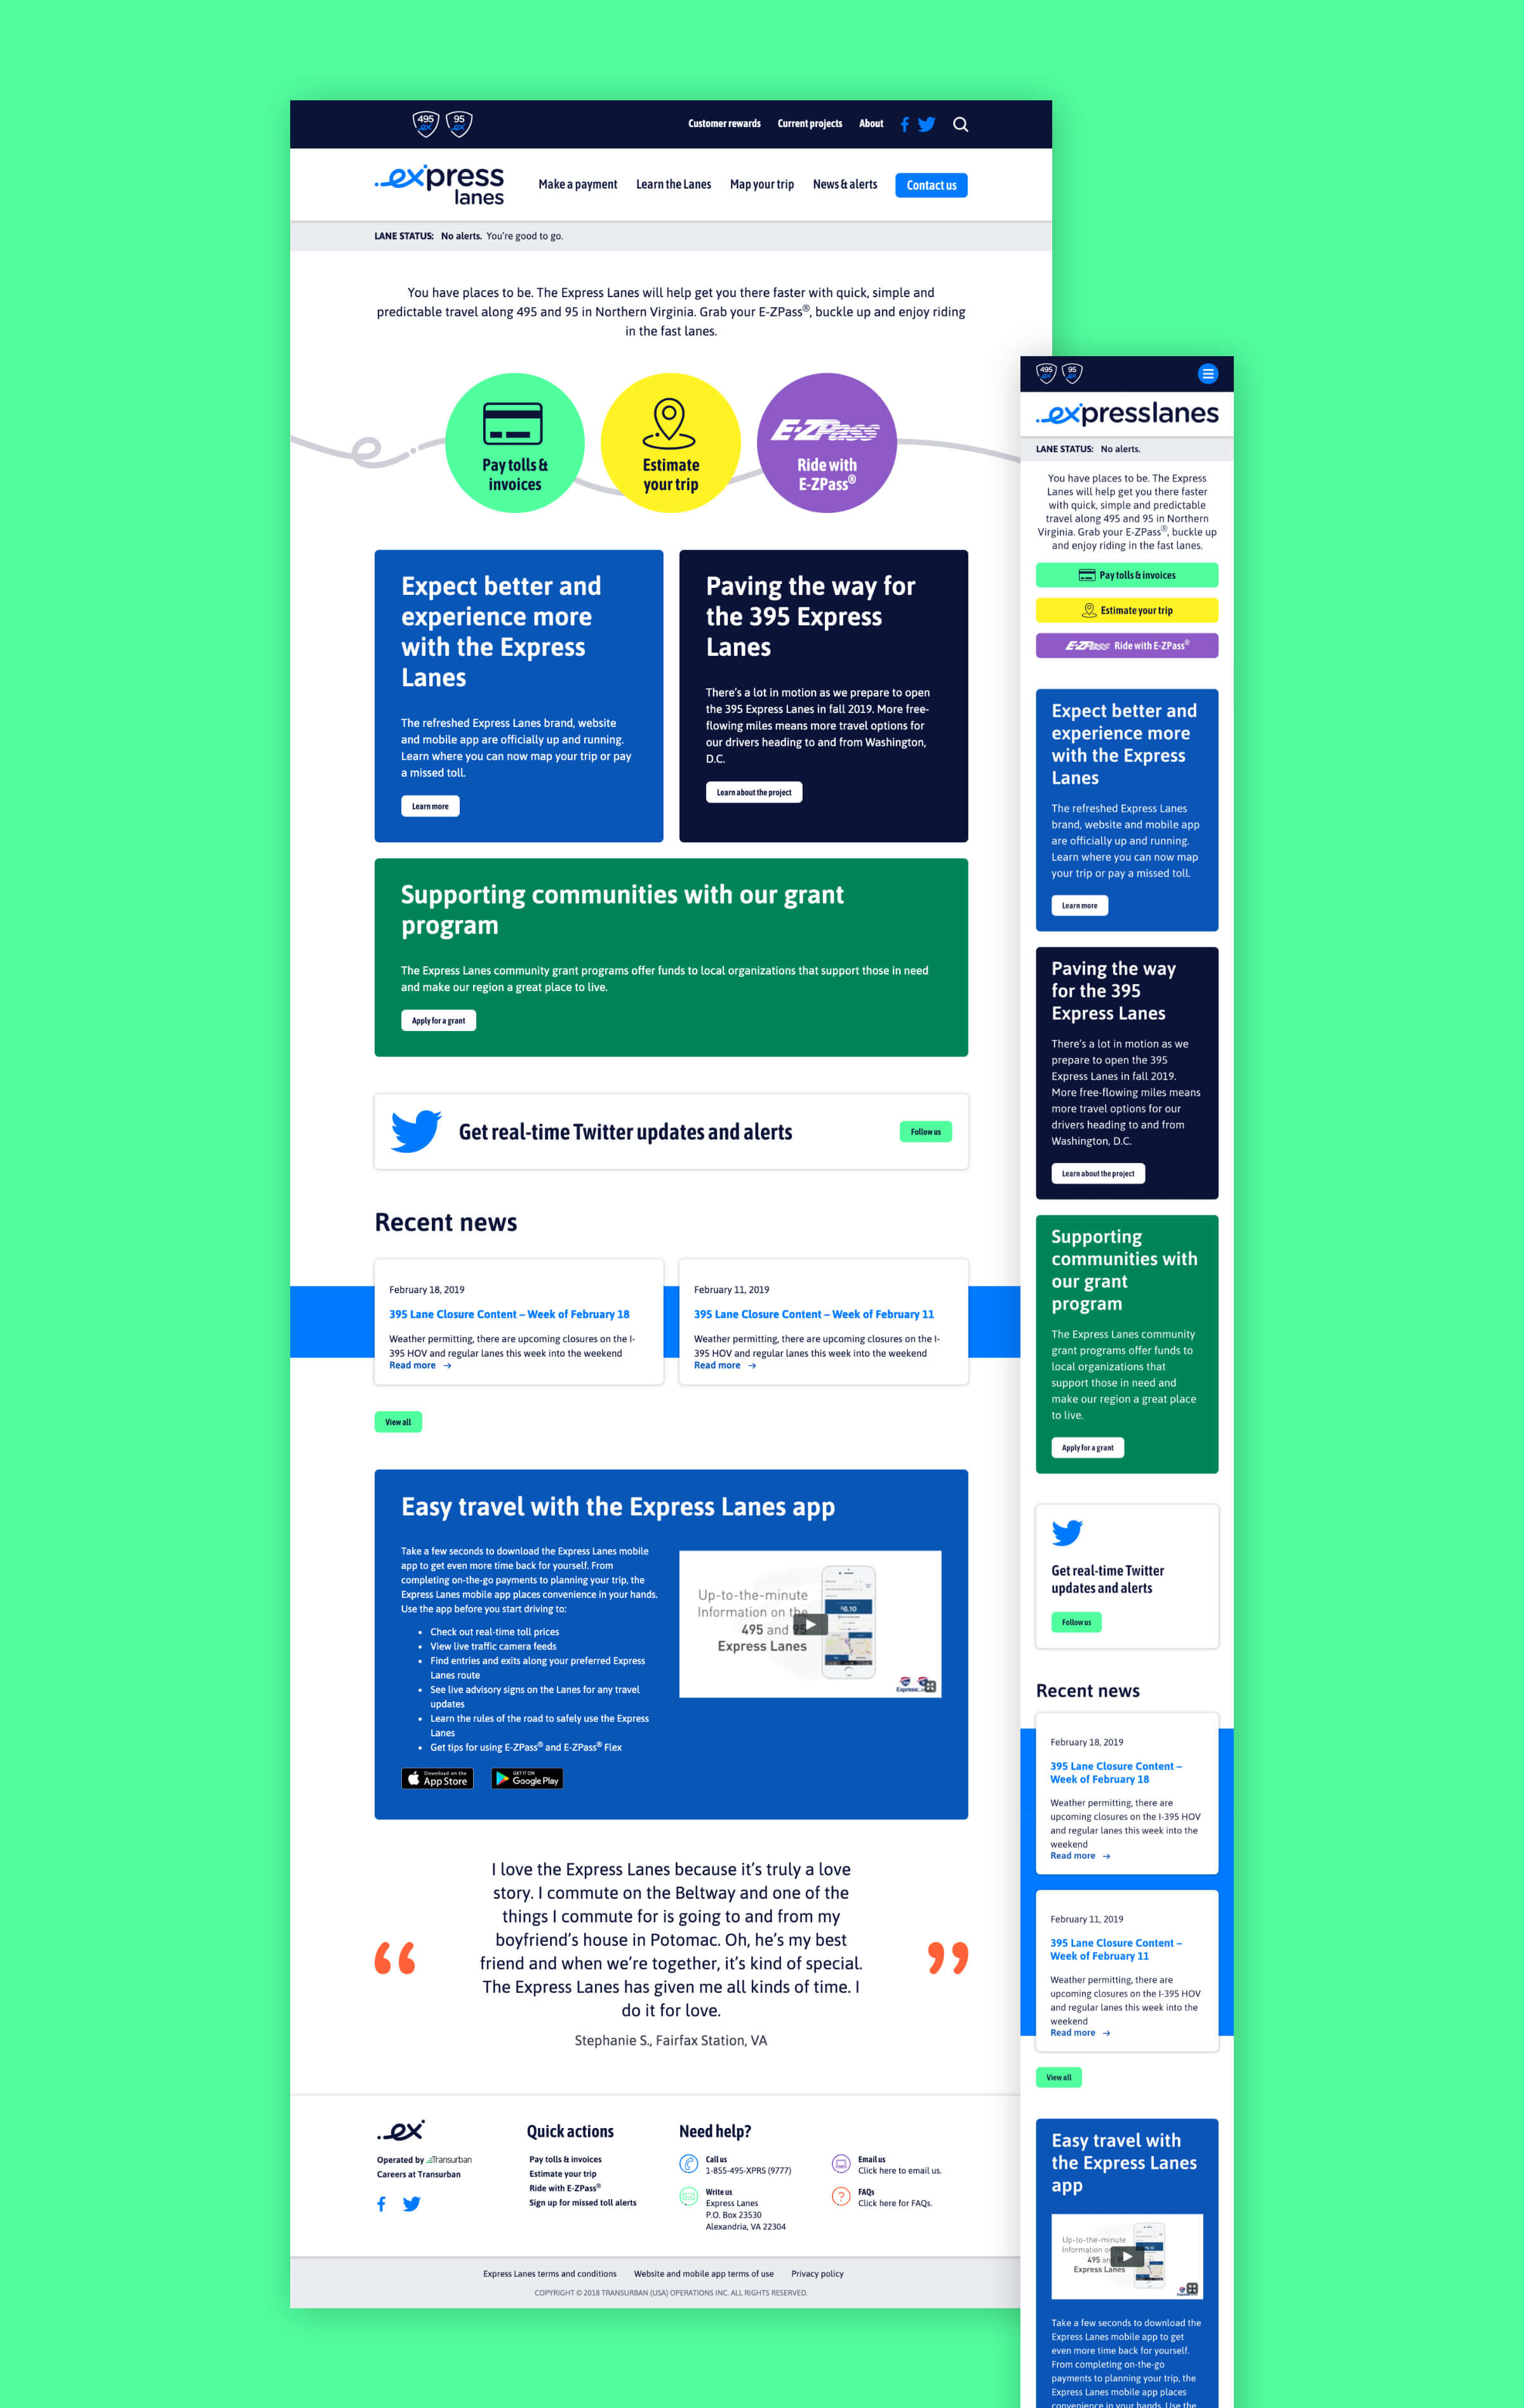 495 ex 95 ex
Customer rewards Current projects About
express
lanes
Make a payment Learn the Lanes Map your trip News & alerts Contact us
LANE STATUS: No alerts. You're good to go.
You have places to be. The Express Lanes will help get you there faster with quick, simple and
predictable travel along 495 and 95 in Northern Virginia. Grab your E-ZPass®, buckle up and enjoy riding
in the fast lanes.
Pay tolls &
invoices
Estimate
your trip
E-ZPass
Ride with
E-ZPass®
Expect better and
experience more
with the Express
Lanes
The refreshed Express Lanes brand, website
and mobile app are officially up and running.
Learn where you can now map your trip or pay
a missed toll.
Learn more
Paving the way for
the 395 Express
Lanes
There's a lot in motion as we prepare to open
the 395 Express Lanes in fall 2019. More free-
flowing miles means more travel options for
our drivers heading to and from Washington,
D.C.
Learn about the project
Supporting communities with our grant
program
The Express Lanes community grant programs offer funds to local organizations that support those in need
and make our region a great place to live.
Apply for a grant
Get real-time Twitter updates and alerts
Follow us
Recent news
February 18, 2019
395 Lane Closure Content – Week of February 18
Weather permitting, there are upcoming closures on the I-
395 HOV and regular lanes this week into the weekend
Read more →
February 11, 2019
395 Lane Closure Content – Week of February 11
Weather permitting, there are upcoming closures on the I-
395 HOV and regular lanes this week into the weekend
Read more →
View all
Easy travel with the Express Lanes app
Take a few seconds to download the Express Lanes mobile
app to get even more time back for yourself. From
completing on-the-go payments to planning your trip, the
Express Lanes mobile app places convenience in your hands.
Use the app before you start driving to:
• Check out real-time toll prices
• View live traffic camera feeds
• Find entries and exits along your preferred Express
Lanes route
• See live advisory signs on the Lanes for any travel
updates
• Learn the rules of the road to safely use the Express
Lanes
• Get tips for using E-ZPass® and E-ZPass® Flex
Download on the
App Store
GET IT ON
Google Play
Up-to-the-minute
Information on the
495 and 95
Express Lanes
$6.10
“
I love the Express Lanes because it's truly a love
story. I commute on the Beltway and one of the
things I commute for is going to and from my
boyfriend's house in Potomac. Oh, he's my best
friend and when we're together, it's kind of special.
The Express Lanes has given me all kinds of time. I
do it for love.
”
Stephanie S., Fairfax Station, VA
ex
Operated by Transurban
Careers at Transurban
Quick actions
Pay tolls & invoices
Estimate your trip
Ride with E-ZPass®
Sign up for missed toll alerts
Need help?
Call us
1-855-495-XPRS (9777)
Write us
Express Lanes
P.O. Box 23530
Alexandria, VA 22304
Email us
Click here to email us.
FAQs
Click here for FAQs.
Express Lanes terms and conditions Website and mobile app terms of use Privacy policy
COPYRIGHT © 2018 TRANSURBAN (USA) OPERATIONS INC. ALL RIGHTS RESERVED.
495 ex 95 ex
expresslanes
LANE STATUS: No alerts.
You have places to be. The Express
Lanes will help get you there faster
with quick, simple and predictable
travel along 495 and 95 in Northern
Virginia. Grab your E-ZPass®, buckle up
and enjoy riding in the fast lanes.
Pay tolls & invoices
Estimate your trip
E-ZPass Ride with E-ZPass®
Expect better and
experience more
with the Express
Lanes
The refreshed Express Lanes
brand, website and mobile app
are officially up and running.
Learn where you can now map
your trip or pay a missed toll.
Learn more
Paving the way
for the 395
Express Lanes
There's a lot in motion as we
prepare to open the 395
Express Lanes in fall 2019.
More free-flowing miles means
more travel options for our
drivers heading to and from
Washington, D.C.
Learn about the project
Supporting
communities with
our grant
program
The Express Lanes community
grant programs offer funds to
local organizations that
support those in need and
make our region a great place
to live.
Apply for a grant
Get real-time Twitter
updates and alerts
Follow us
Recent news
February 18, 2019
395 Lane Closure Content –
Week of February 18
Weather permitting, there are
upcoming closures on the I-395 HOV
and regular lanes this week into the
weekend
Read more →
February 11, 2019
395 Lane Closure Content –
Week of February 11
Weather permitting, there are
upcoming closures on the I-395 HOV
and regular lanes this week into the
weekend
Read more →
View all
Easy travel with
the Express Lanes
app
Up-to-the-minute
Information
495
Express Lanes
Take a few seconds to download the
Express Lanes mobile app to get
even more time back for yourself.
From completing on-the-go
payments to planning your trip, the
Express Lanes mobile app places
convenience in your hands. Use the